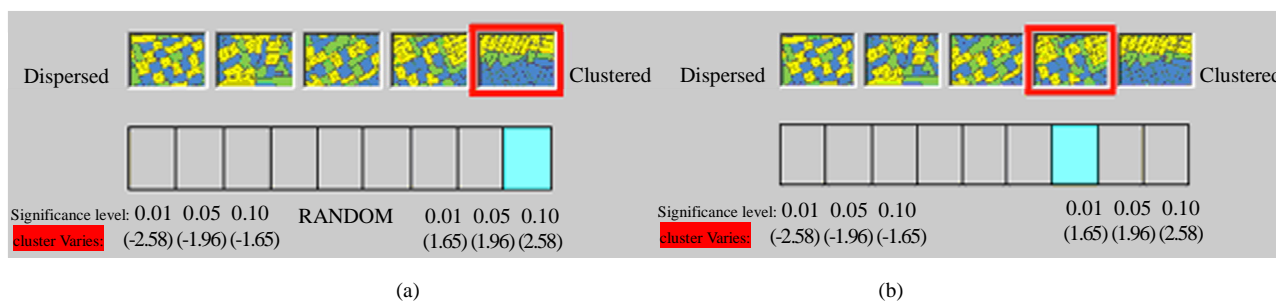 Dispersed Clustered
Significance level: 0.01 0.05 0.10 RANDOM 0.01 0.05 0.10
cluster Varies: (-2.58) (-1.96) (-1.65) (1.65) (1.96) (2.58)
(a)
Dispersed Clustered
Significance level: 0.01 0.05 0.10 0.01 0.05 0.10
cluster Varies: (-2.58) (-1.96) (-1.65) (1.65) (1.96) (2.58)
(b)